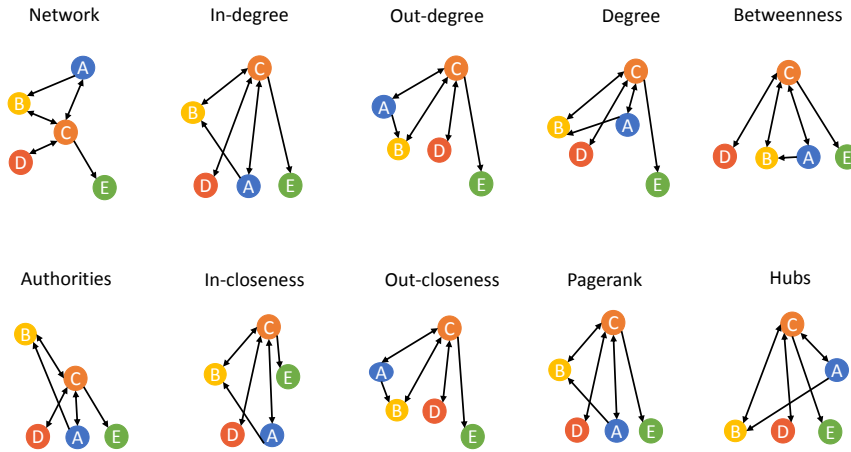 Network In-degree Out-degree Degree Betweenness
A B C D E
C B D A E
C A B D E
C B A D E
C D B A E
Authorities In-closeness Out-closeness Pagerank Hubs
B C D A E
C B E D A
C A B D E
C B D A E
C A B D E